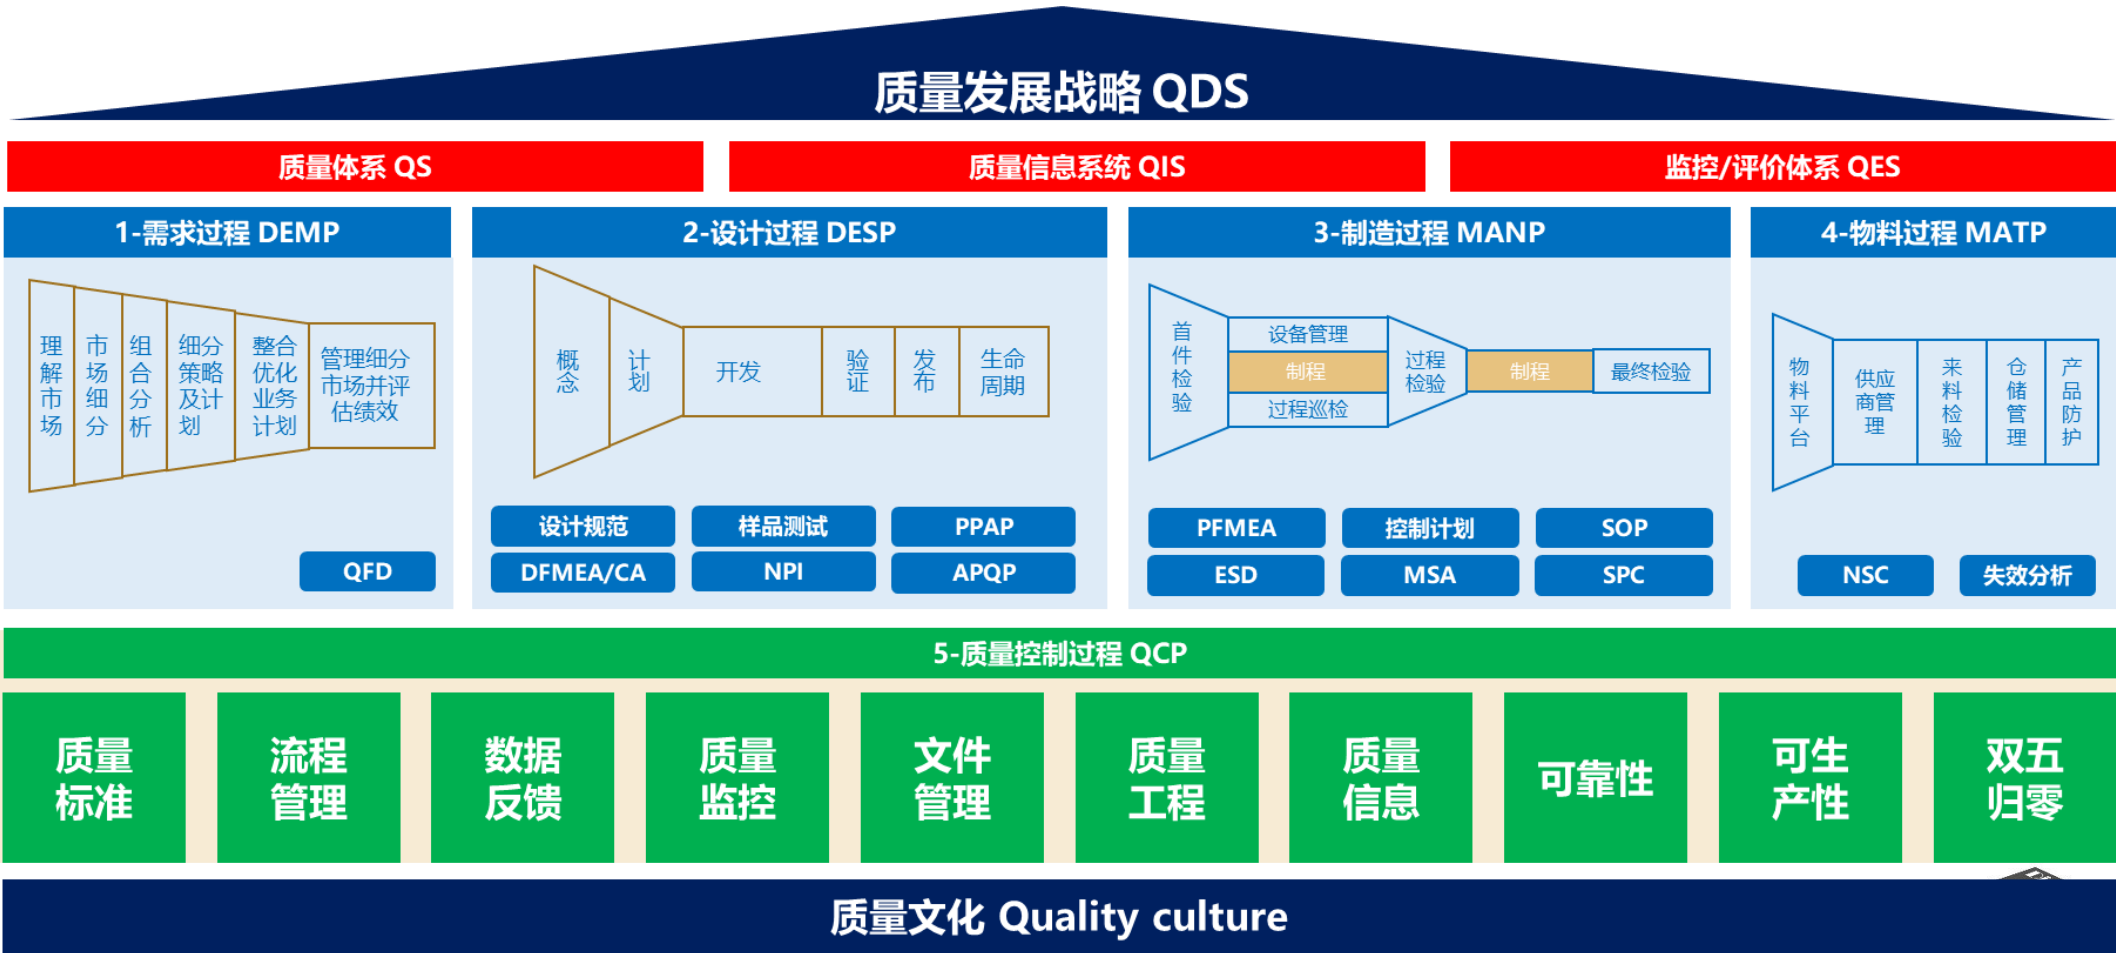 质量发展战略 QDS
质量体系 QS
质量信息系统 QIS
监控/评价体系 QES
1-需求过程 DEMP
理解市场
市场细分
组合分析
细分
策略
及计
划
整合
优化
业务
计划
管理细分
市场并评
估绩效
QFD
2-设计过程 DESP
概念
计划
开发
验证
发布
生命
周期
设计规范
样品测试
PPAP
DFMEA/CA
NPI
APQP
3-制造过程 MANP
首件检验
设备管理
制程
过程巡检
过程
检验
制程
最终检验
PFMEA
控制计划
SOP
ESD
MSA
SPC
4-物料过程 MATP
物料平台
供应
商管
理
来料检验
仓储管理
产品防护
NSC
失效分析
5-质量控制过程 QCP
质量
标准
流程
管理
数据
反馈
质量
监控
文件
管理
质量
工程
质量
信息
可靠性
可生
产性
双五
归零
质量文化 Quality culture